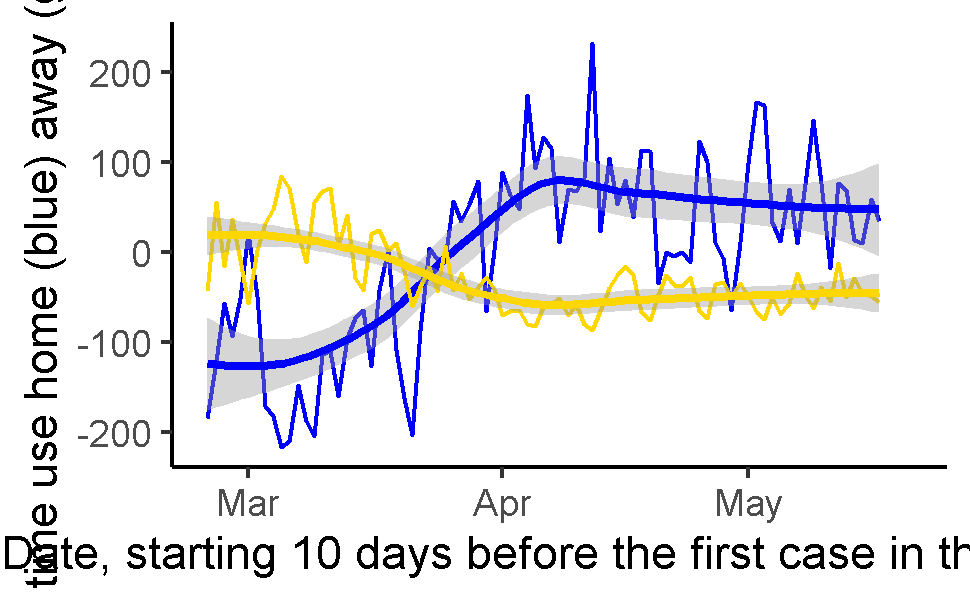 time use home (blue) away (
200
100
0
-100
-200
Mar Apr May
Date, starting 10 days before the first case in th